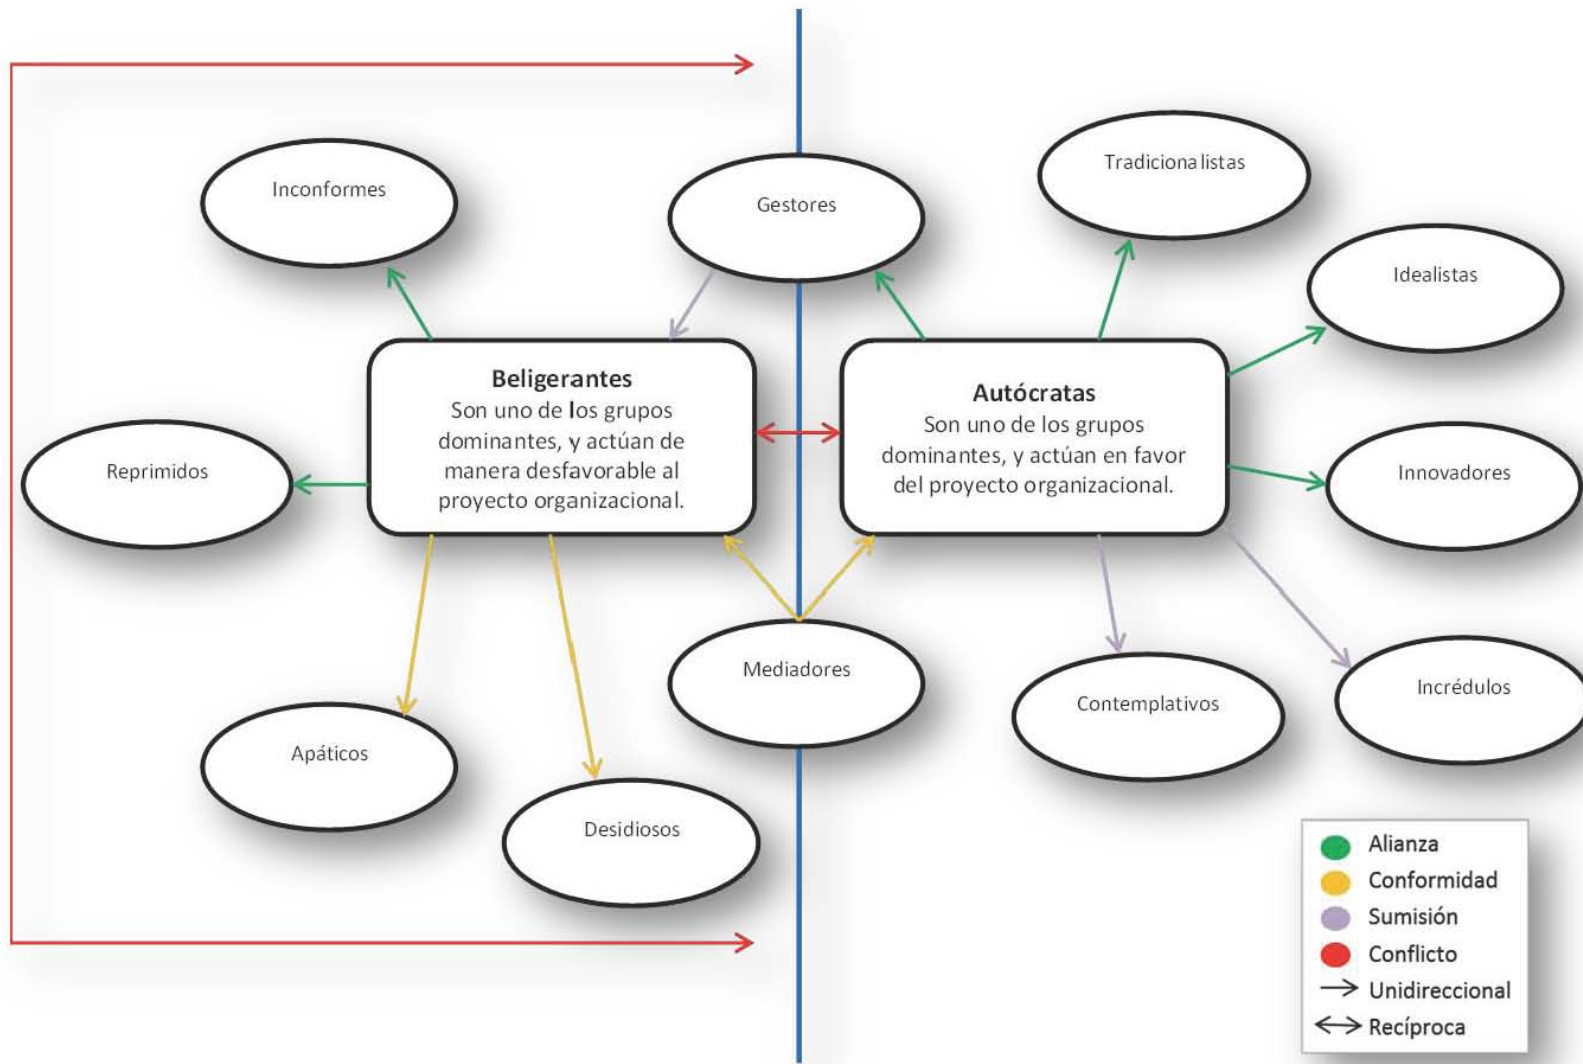 Inconformes
Gestores
Tradicionalistas
Idealistas
Beligerantes
Son uno de los grupos
dominantes, y actúan de
manera desfavorable al
proyecto organizacional.
Autócratas
Son uno de los grupos
dominantes, y actúan en favor
del proyecto organizacional.
Reprimidos
Innovadores
Mediadores
Contemplativos
Incrédulos
Apáticos
Desidiosos
Alianza
Conformidad
Sumisión
Conflicto
Unidireccional
Recíproca